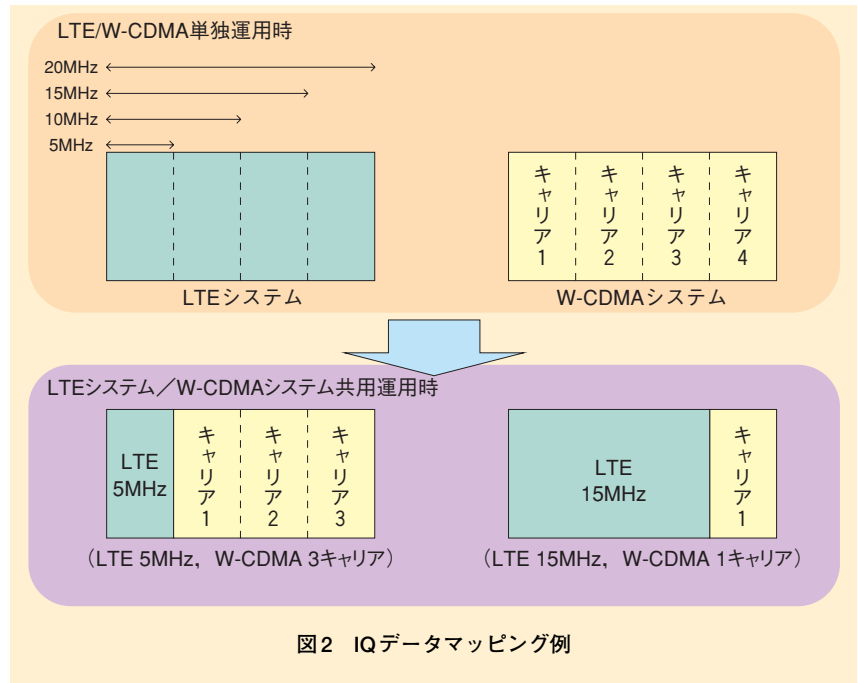 LTE/W-CDMA単独運用時
20MHz
15MHz
10MHz
5MHz
キャリア1
キャリア2
キャリア3
キャリア4
LTEシステム
W-CDMAシステム
LTEシステム／W-CDMAシステム共用運用時
LTE
5MHz
キャリア1
キャリア2
キャリア3
LTE
15MHz
キャリア1
（LTE 5MHz，W-CDMA 3キャリア）
（LTE 15MHz，W-CDMA 1キャリア）
図2　IQデータマッピング例